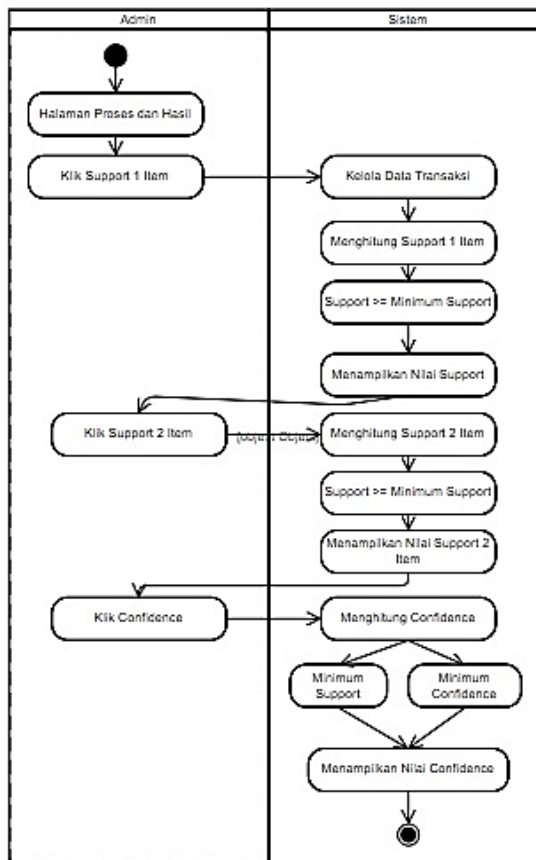 Admin
Sistem
Halaman Proses dan Hasil
Klik Support 1 Item
Kelola Data Transaksi
Menghitung Support 1 Item
Support >= Minimum Support
Menampilkan Nilai Support
Klik Support 2 Item
[object Object]
Menghitung Support 2 Item
Support >= Minimum Support
Menampilkan Nilai Support 2
Item
Klik Confidence
Menghitung Confidence
Minimum
Support
Minimum
Confidence
Menampilkan Nilai Confidence